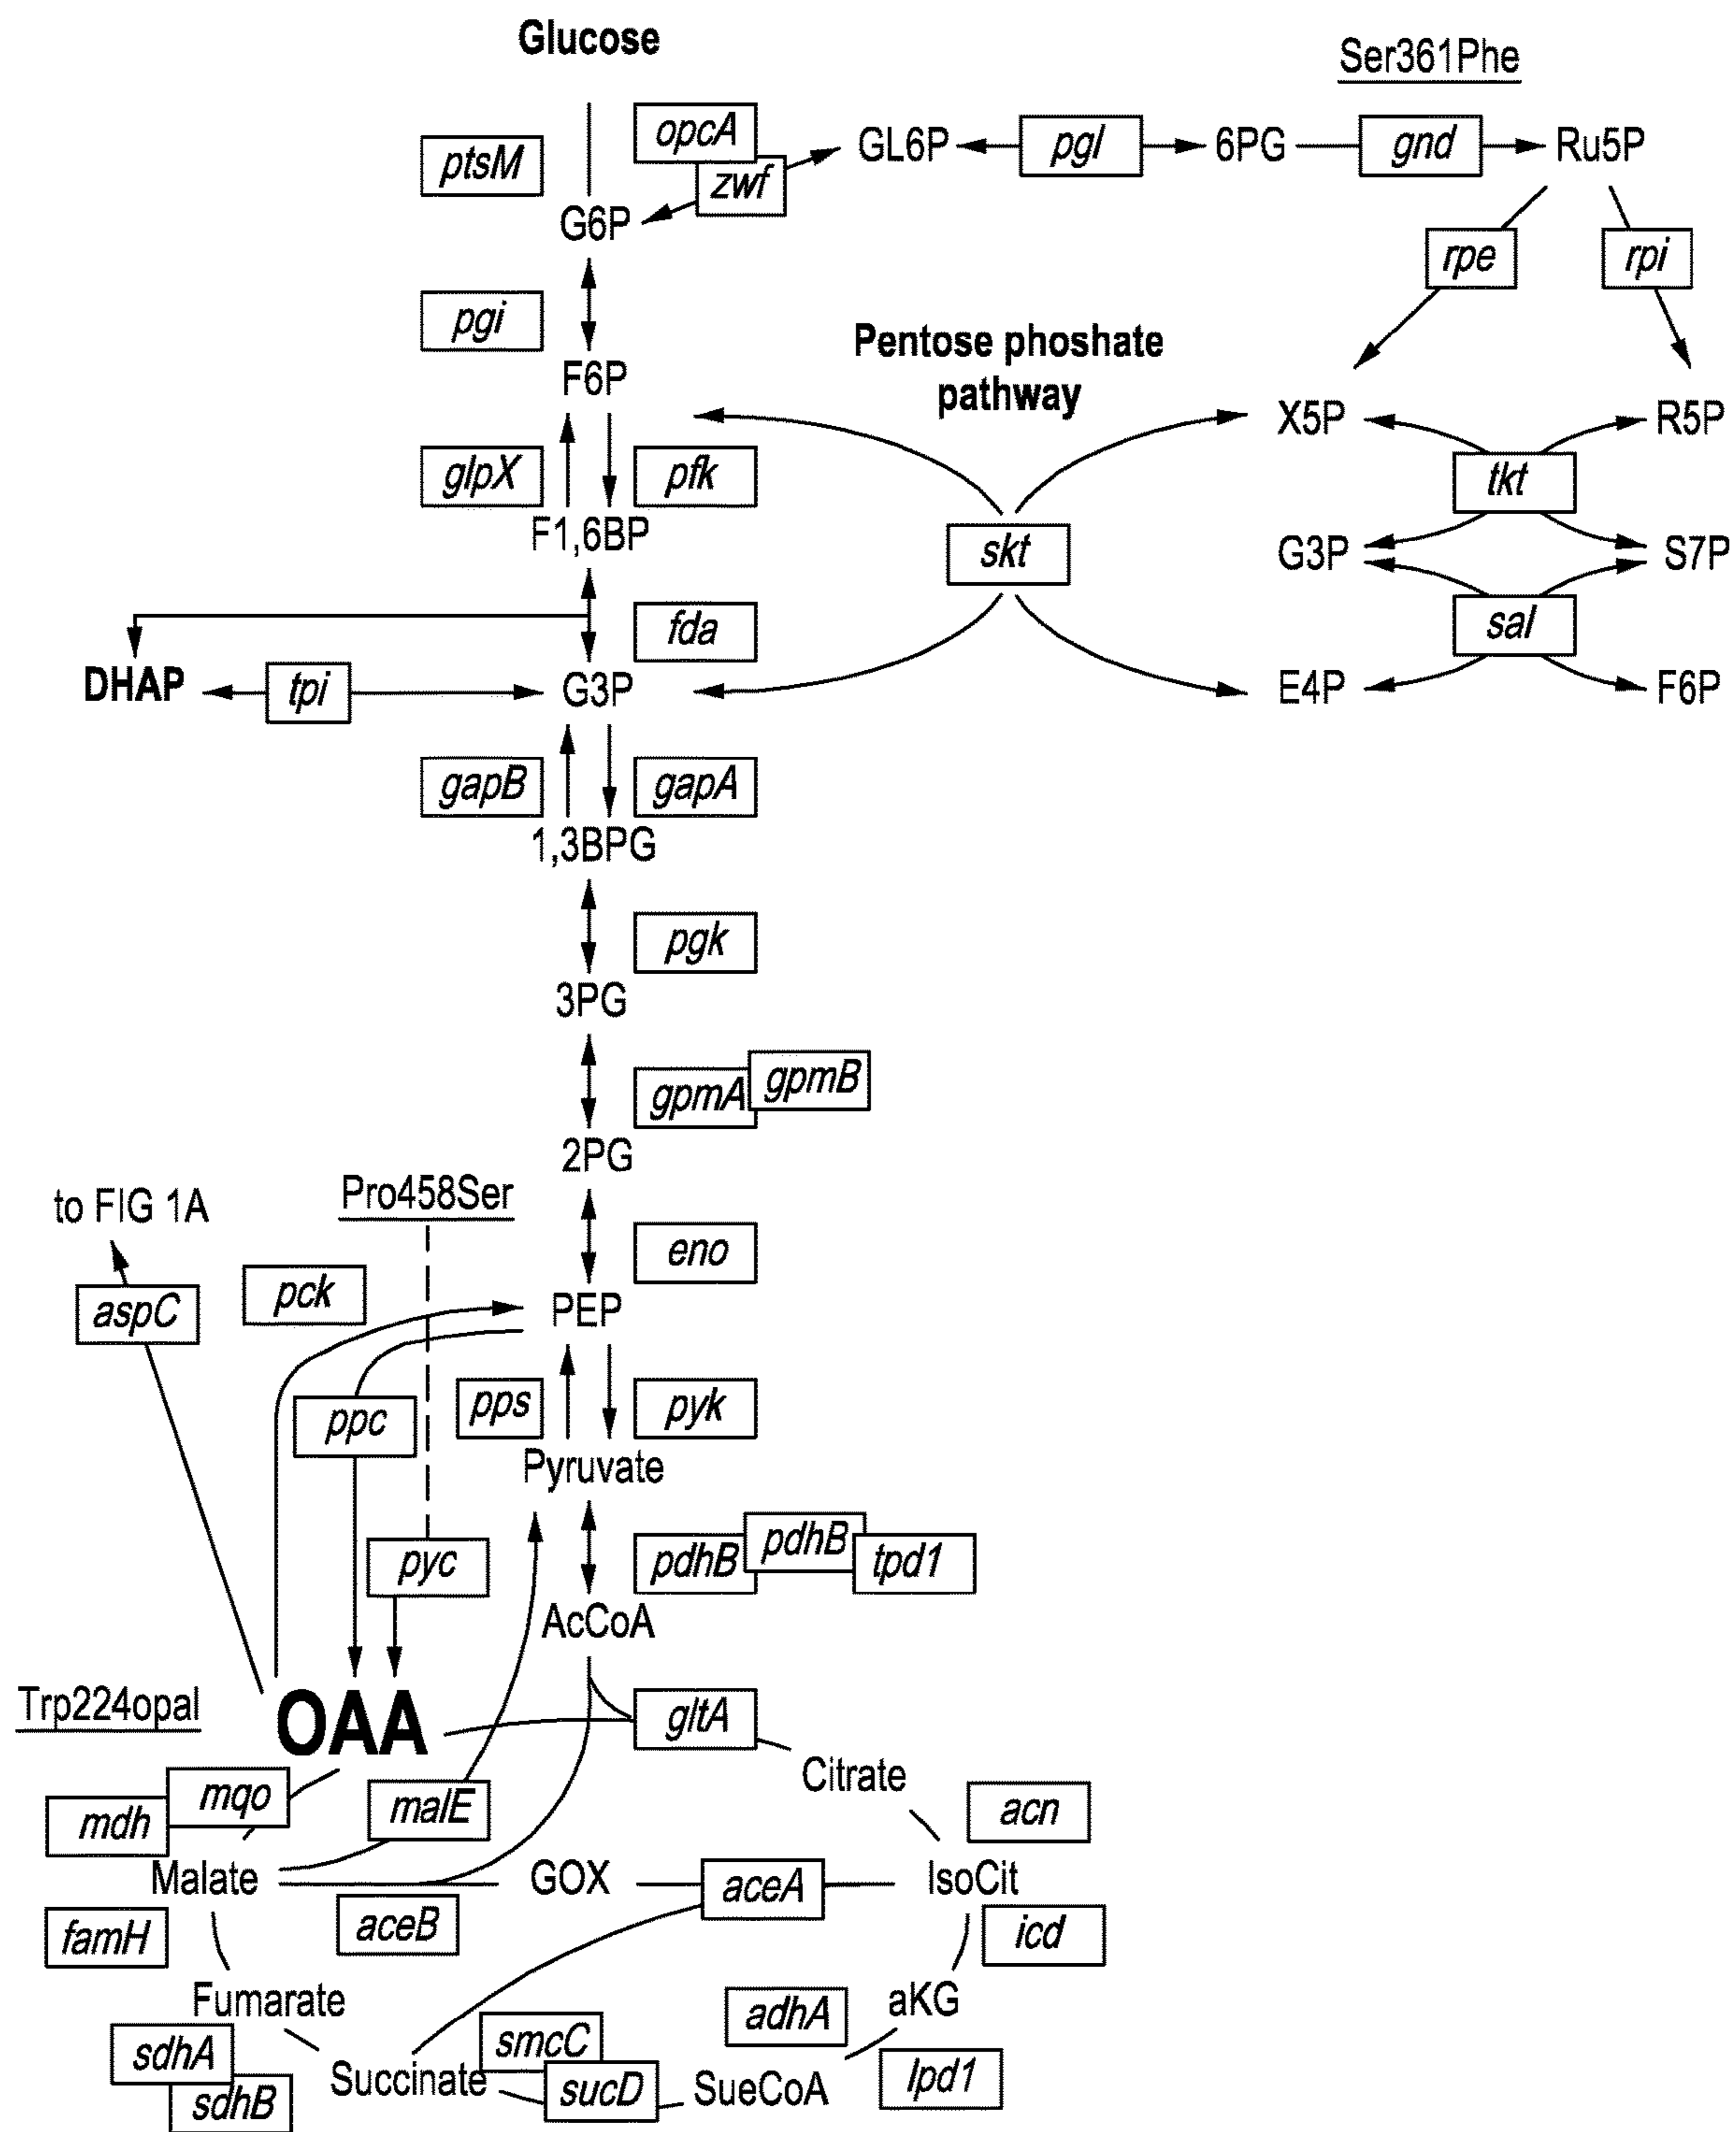 Glucose
Ser361Phe
opcA
ptsM
zwf
GL6P
pgl
6PG
gnd
Ru5P
G6P
rpe
rpi
pgi
Pentose phoshate
pathway
F6P
X5P
R5P
glpX
pfk
tkt
F1,6BP
skt
G3P
S7P
fda
sal
DHAP
tpi
G3P
E4P
F6P
gapB
gapA
1,3BPG
pgk
3PG
gpmA
gpmB
2PG
Pro458Ser
to FIG 1A
eno
pck
aspC
PEP
ppc
pps
pyk
Pyruvate
pyc
pdhB
pdhB
tpd1
AcCoA
Trp224opal
OAA
gltA
Citrate
mdh
mqo
malE
acn
Malate
GOX
aceA
IsoCit
famH
aceB
icd
Fumarate
adhA
aKG
sdhA
smcC
Succinate
sucD
SueCoA
lpd1
sdhB